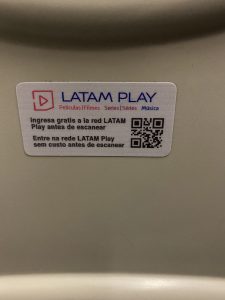 LATAM PLAY
Películas|Filmes Series|Séries Música
Ingresa gratis a la red LATAM
Play antes de escanear
Entre na rede LATAM Play
sem custo antes de escanear